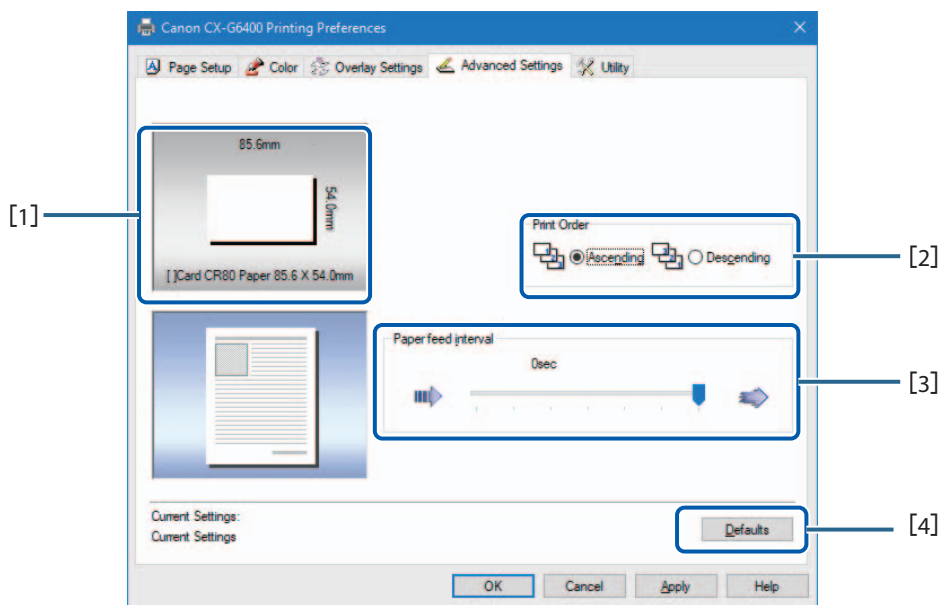 Canon CX-G6400 Printing Preferences
Page Setup Color Overlay Settings Advanced Settings Utility
85.6mm
54.0mm
[ ]Card CR80 Paper 85.6 X 54.0mm
[1]
Print Order
Ascending Descending
[2]
Paper feed interval
0sec
[3]
Current Settings:
Current Settings
Defaults
[4]
OK Cancel Apply Help